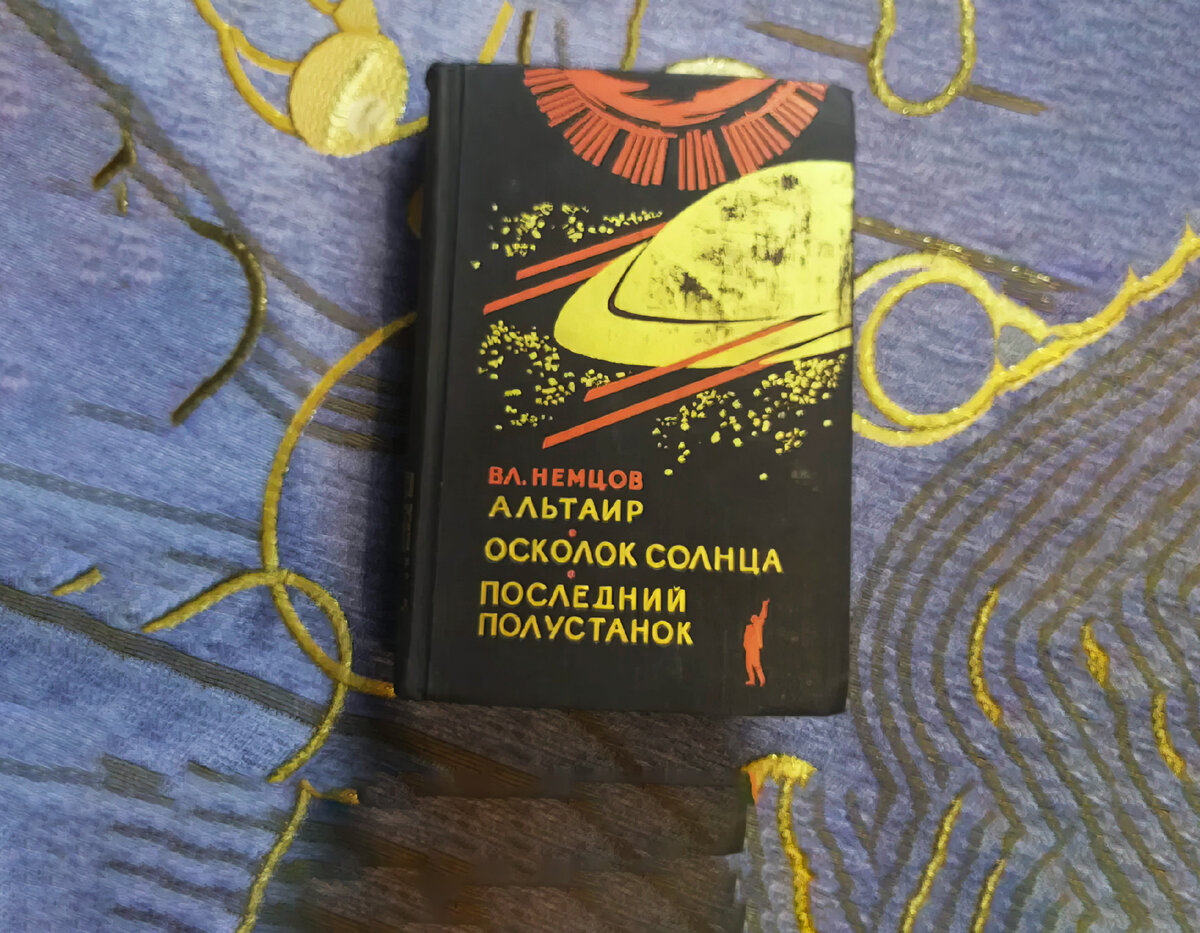 ВЛ. НЕМЦОВ
АЛЬТАИР
ОСКОЛОК СОЛНЦА
ПОСЛЕДНИЙ
ПОЛУСТАНОК